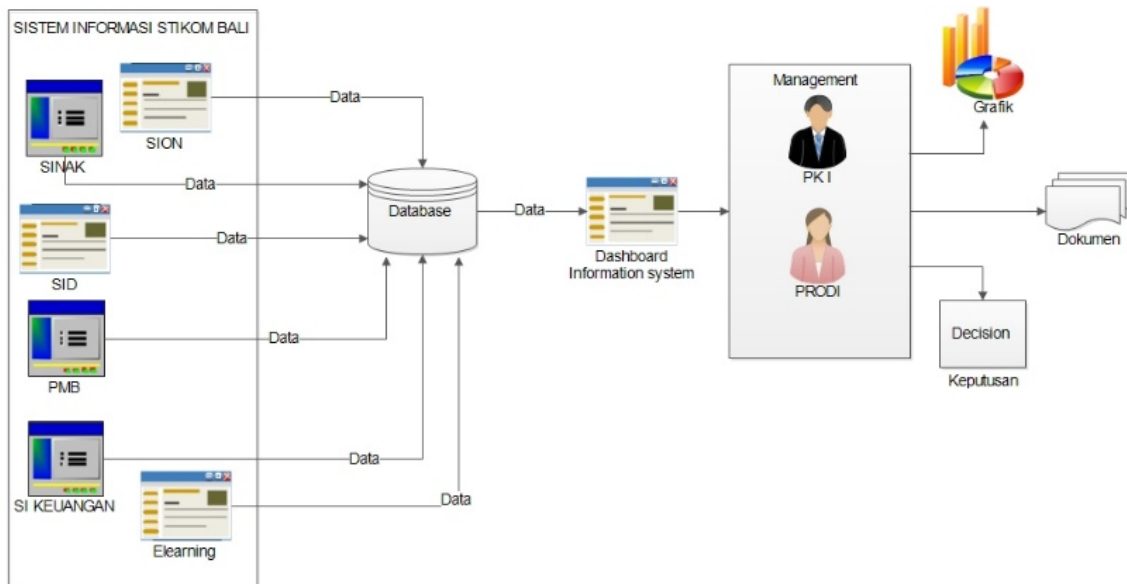 SISTEM INFORMASI STIKOM BALI
SION
SINAK
SID
PMB
SI KEUANGAN
Elearning
Data
Data
Data
Data
Data
Data
Database
Data
Dashboard
Information system
Management
PK I
PRODI
Grafik
Dokumen
Decision
Keputusan